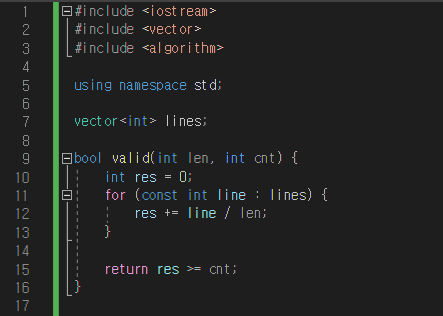 1 #include <iostream>
2 #include <vector>
3 #include <algorithm>
4
5 using namespace std;
6
7 vector<int> lines;
8
9 bool valid(int len, int cnt) {
10 int res = 0;
11 for (const int line : lines) {
12 res += line / len;
13 }
14
15 return res >= cnt;
16 }
17